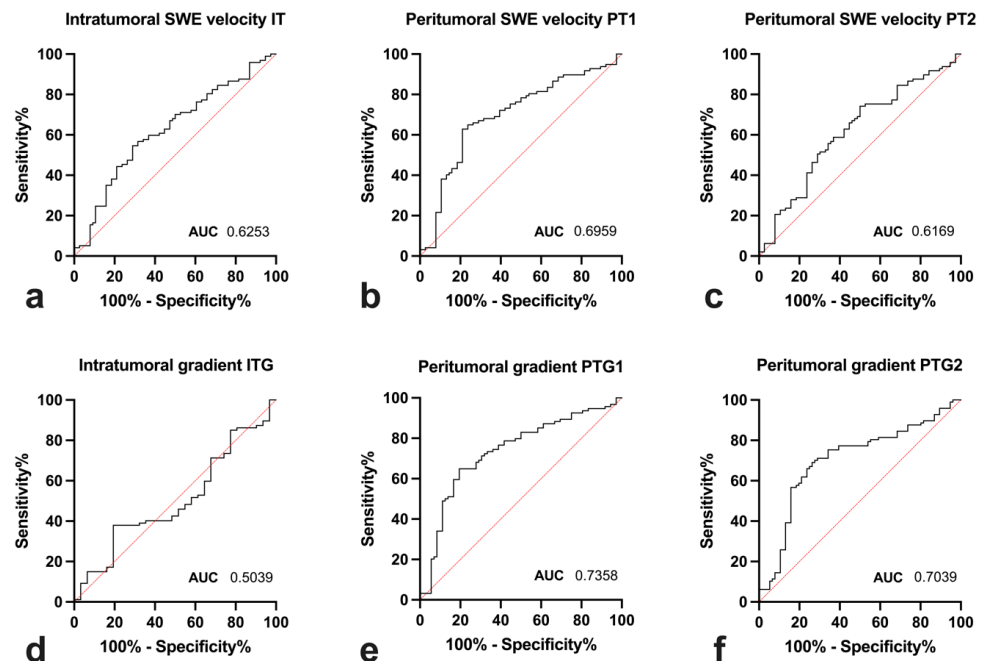 Intratumoral SWE velocity IT
100
80
60
40
20
0
Sensitivity%
0 20 40 60 80 100
100% - Specificity%
AUC 0.6253
a
Peritumoral SWE velocity PT1
100
80
60
40
20
0
Sensitivity%
0 20 40 60 80 100
100% - Specificity%
AUC 0.6959
b
Peritumoral SWE velocity PT2
100
80
60
40
20
0
Sensitivity%
0 20 40 60 80 100
100% - Specificity%
AUC 0.6169
c
Intratumoral gradient ITG
100
80
60
40
20
0
Sensitivity%
0 20 40 60 80 100
100% - Specificity%
AUC 0.5039
d
Peritumoral gradient PTG1
100
80
60
40
20
0
Sensitivity%
0 20 40 60 80 100
100% - Specificity%
AUC 0.7358
e
Peritumoral gradient PTG2
100
80
60
40
20
0
Sensitivity%
0 20 40 60 80 100
100% - Specificity%
AUC 0.7039
f